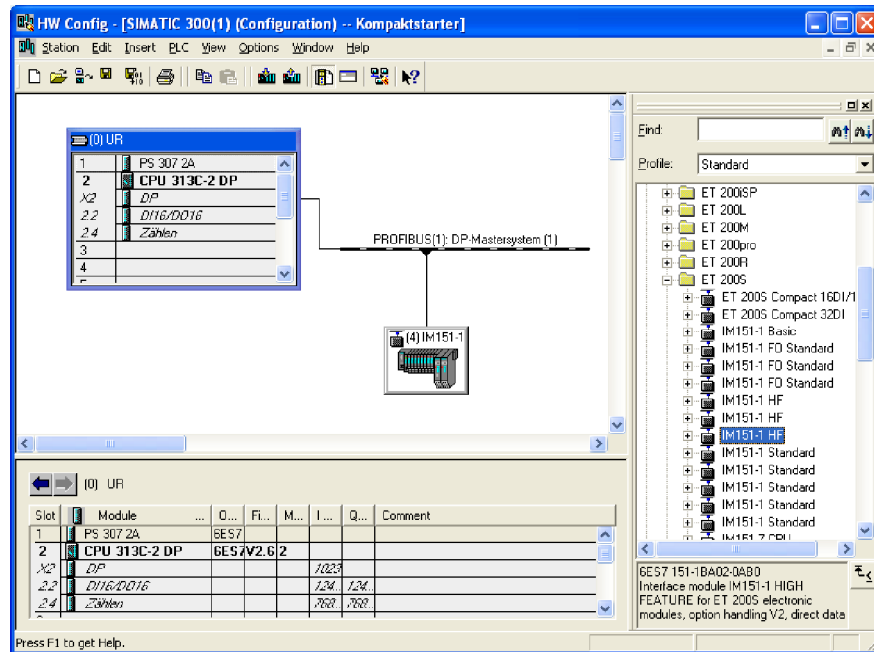 HW Config - [SIMATIC 300(1) (Configuration) -- Kompaktstarter]
Station Edit Insert PLC View Options Window Help
(0) UR
1 PS 307 2A
2 CPU 313C-2 DP
X2 DP
2.2 DI16/DO16
2.4 Zählen
3
4
PROFIBUS(1): DP-Mastersystem (1)
(4) IM151-1
Find:
Profile: Standard
ET 200iSP
ET 200L
ET 200M
ET 200pro
ET 200R
ET 200S
ET 200S Compact 16DI/1
ET 200S Compact 32DI
IM151-1 Basic
IM151-1 FO Standard
IM151-1 FO Standard
IM151-1 FO Standard
IM151-1 HF
IM151-1 HF
IM151-1 HF
IM151-1 Standard
IM151-1 Standard
IM151-1 Standard
IM151-1 Standard
IM151-1 Standard
IM151-7 CPU
(0) UR
Slot Module ... O... Fi... M... I... Q... Comment
1 PS 307 2A 6ES7
2 CPU 313C-2 DP 6ES7 V2.6 2
X2 DP 1023
2.2 DI16/DO16 124... 124...
2.4 Zählen 768... 768...
6ES7 151-1BA02-0AB0
Interface module IM151-1 HIGH
FEATURE for ET 200S electronic
modules, option handling V2, direct data
Press F1 to get Help.